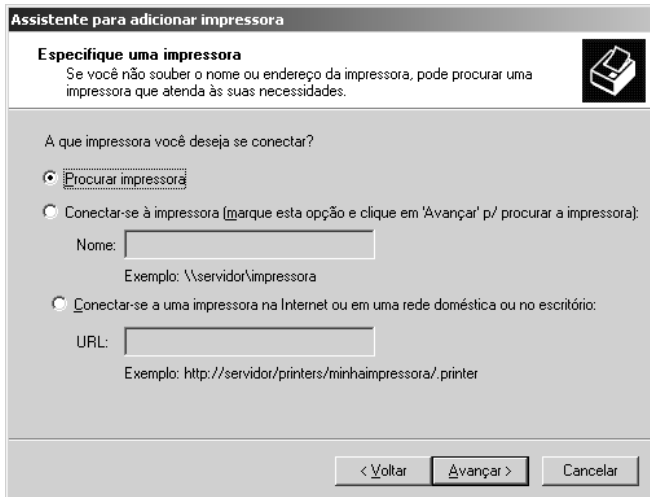 Assistente para adicionar impressora
Especifique uma impressora
Se você não souber o nome ou endereço da impressora, pode procurar uma
impressora que atenda às suas necessidades.
A que impressora você deseja se conectar?
Procurar impressora
Conectar-se à impressora (marque esta opção e clique em 'Avançar' p/ procurar a impressora):
Nome:
Exemplo: \\servidor\impressora
Conectar-se a uma impressora na Internet ou em uma rede doméstica ou no escritório:
URL:
Exemplo: http://servidor/printers/minhaimpressora/.printer
< Voltar Avançar > Cancelar